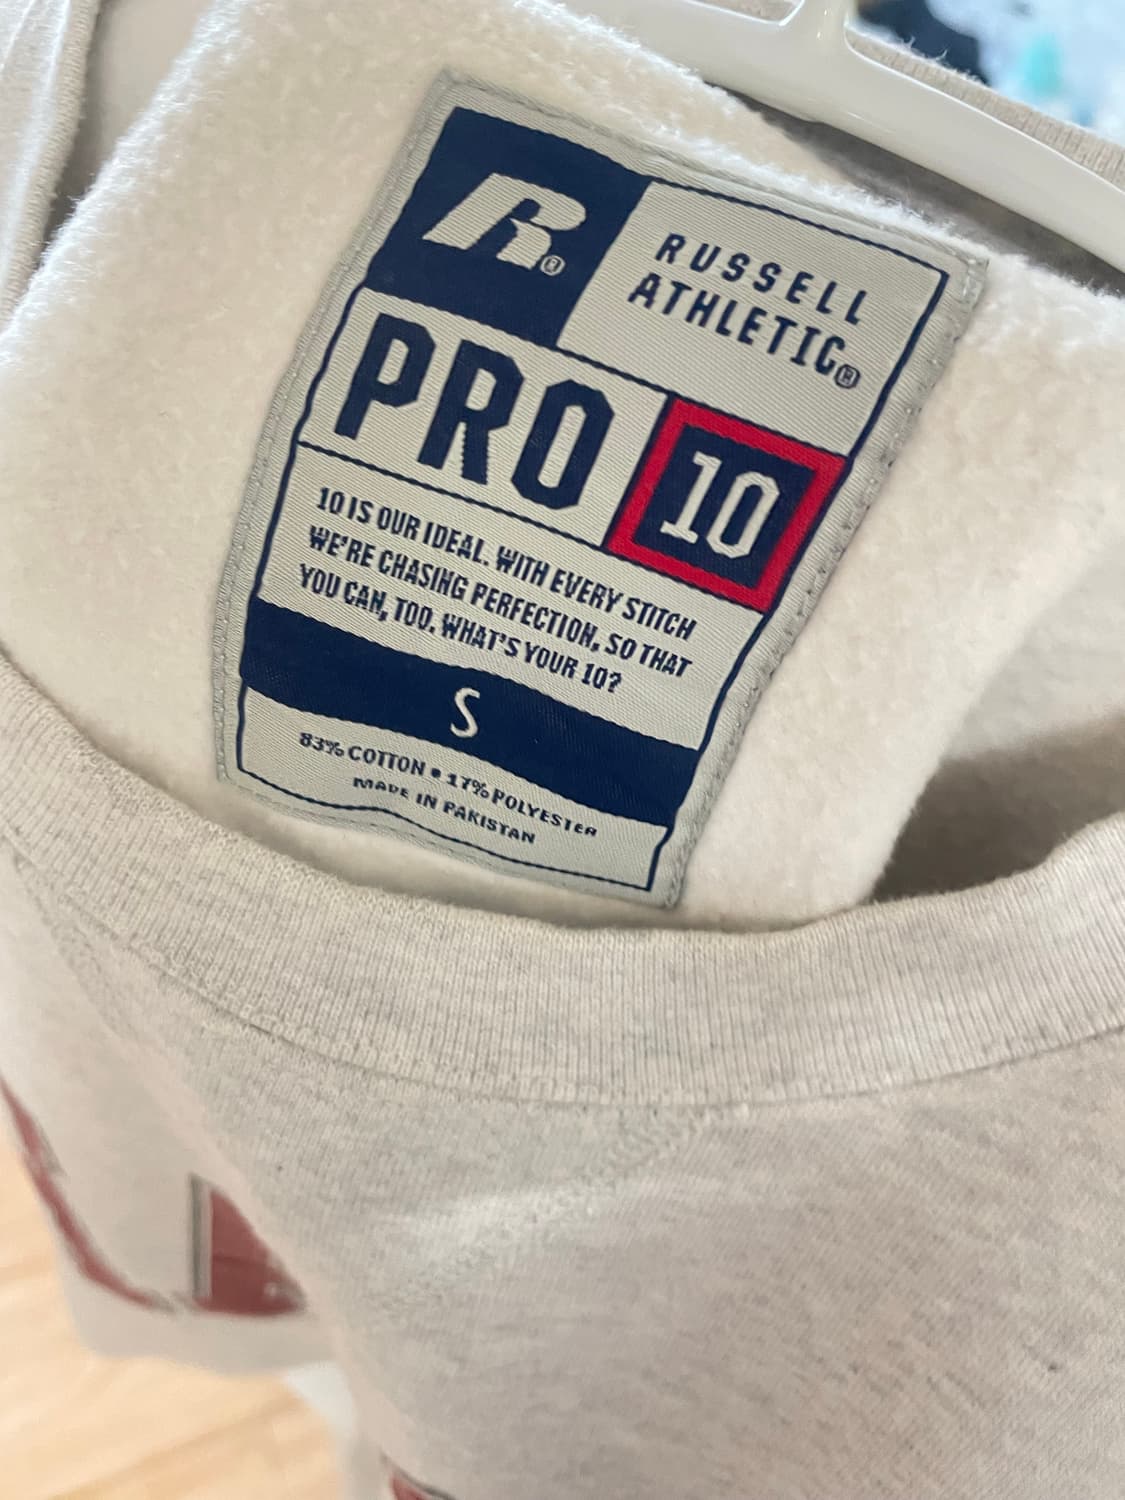 R®
RUSSELL
ATHLETIC®
PRO 10
10 IS OUR IDEAL. WITH EVERY STITCH
WE'RE CHASING PERFECTION, SO THAT
YOU CAN, TOO. WHAT'S YOUR 10?
S
83% COTTON • 17% POLYESTER
MADE IN PAKISTAN